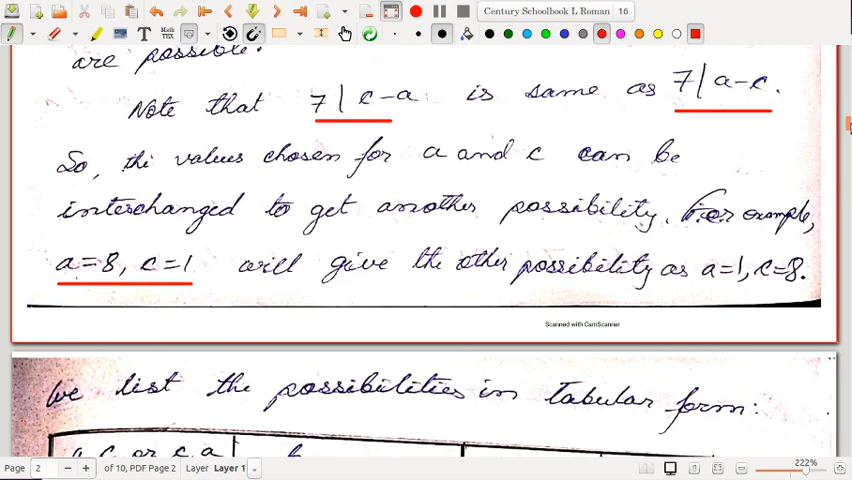 Century Schoolbook L Roman 16
T Math TEX
are possible.
Note that 7 | c-a is same as 7 | a-c.
So, the values chosen for a and c can be
interchanged to get another possibility. For example,
a=8, c=1 will give the other possibility as a=1, c=8.
Scanned with CamScanner
We list the possibilities in tabular form:
a,c or c,a b
Page 2 of 10, PDF Page 2 Layer Layer 1 222%